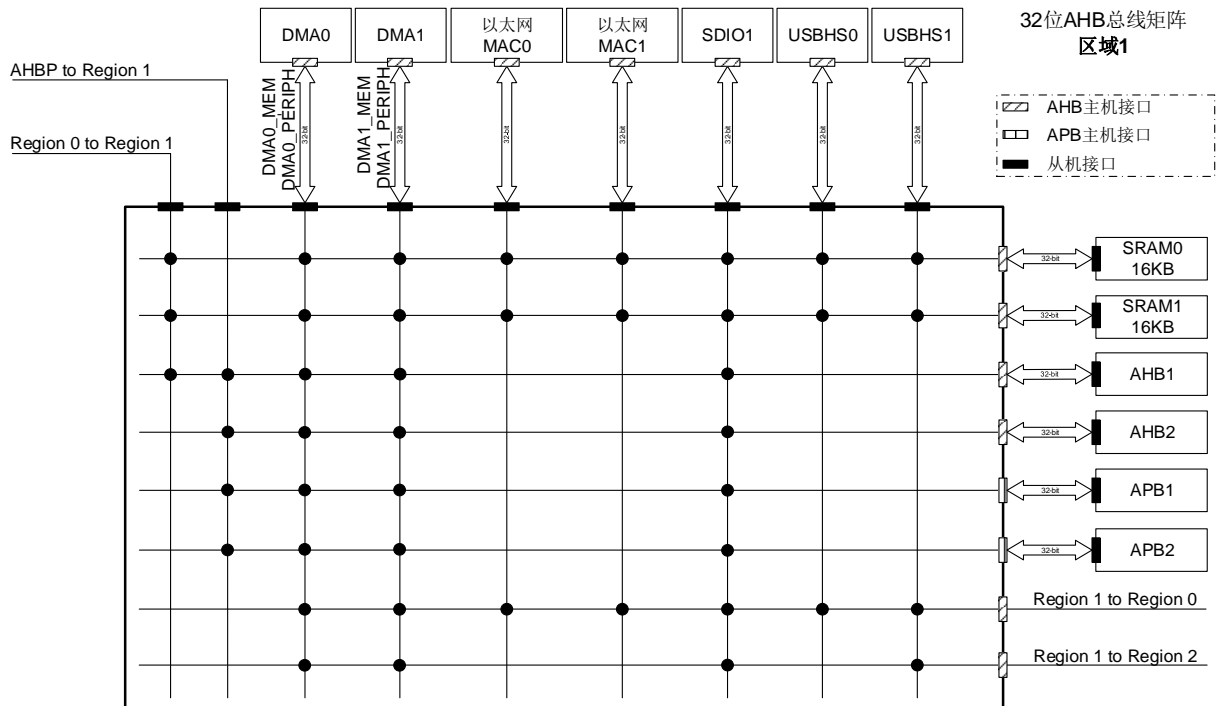 32位AHB总线矩阵
区域1
DMA0
DMA1
以太网
MAC0
以太网
MAC1
SDIO1
USBHS0
USBHS1
AHBP to Region 1
Region 0 to Region 1
DMA0_MEM
DMA0_PERIPH
32-bit
DMA1_MEM
DMA1_PERIPH
32-bit
32-bit
32-bit
32-bit
32-bit
32-bit
AHB主机接口
APB主机接口
从机接口
32-bit
SRAM0
16KB
32-bit
SRAM1
16KB
32-bit
AHB1
32-bit
AHB2
32-bit
APB1
32-bit
APB2
Region 1 to Region 0
Region 1 to Region 2